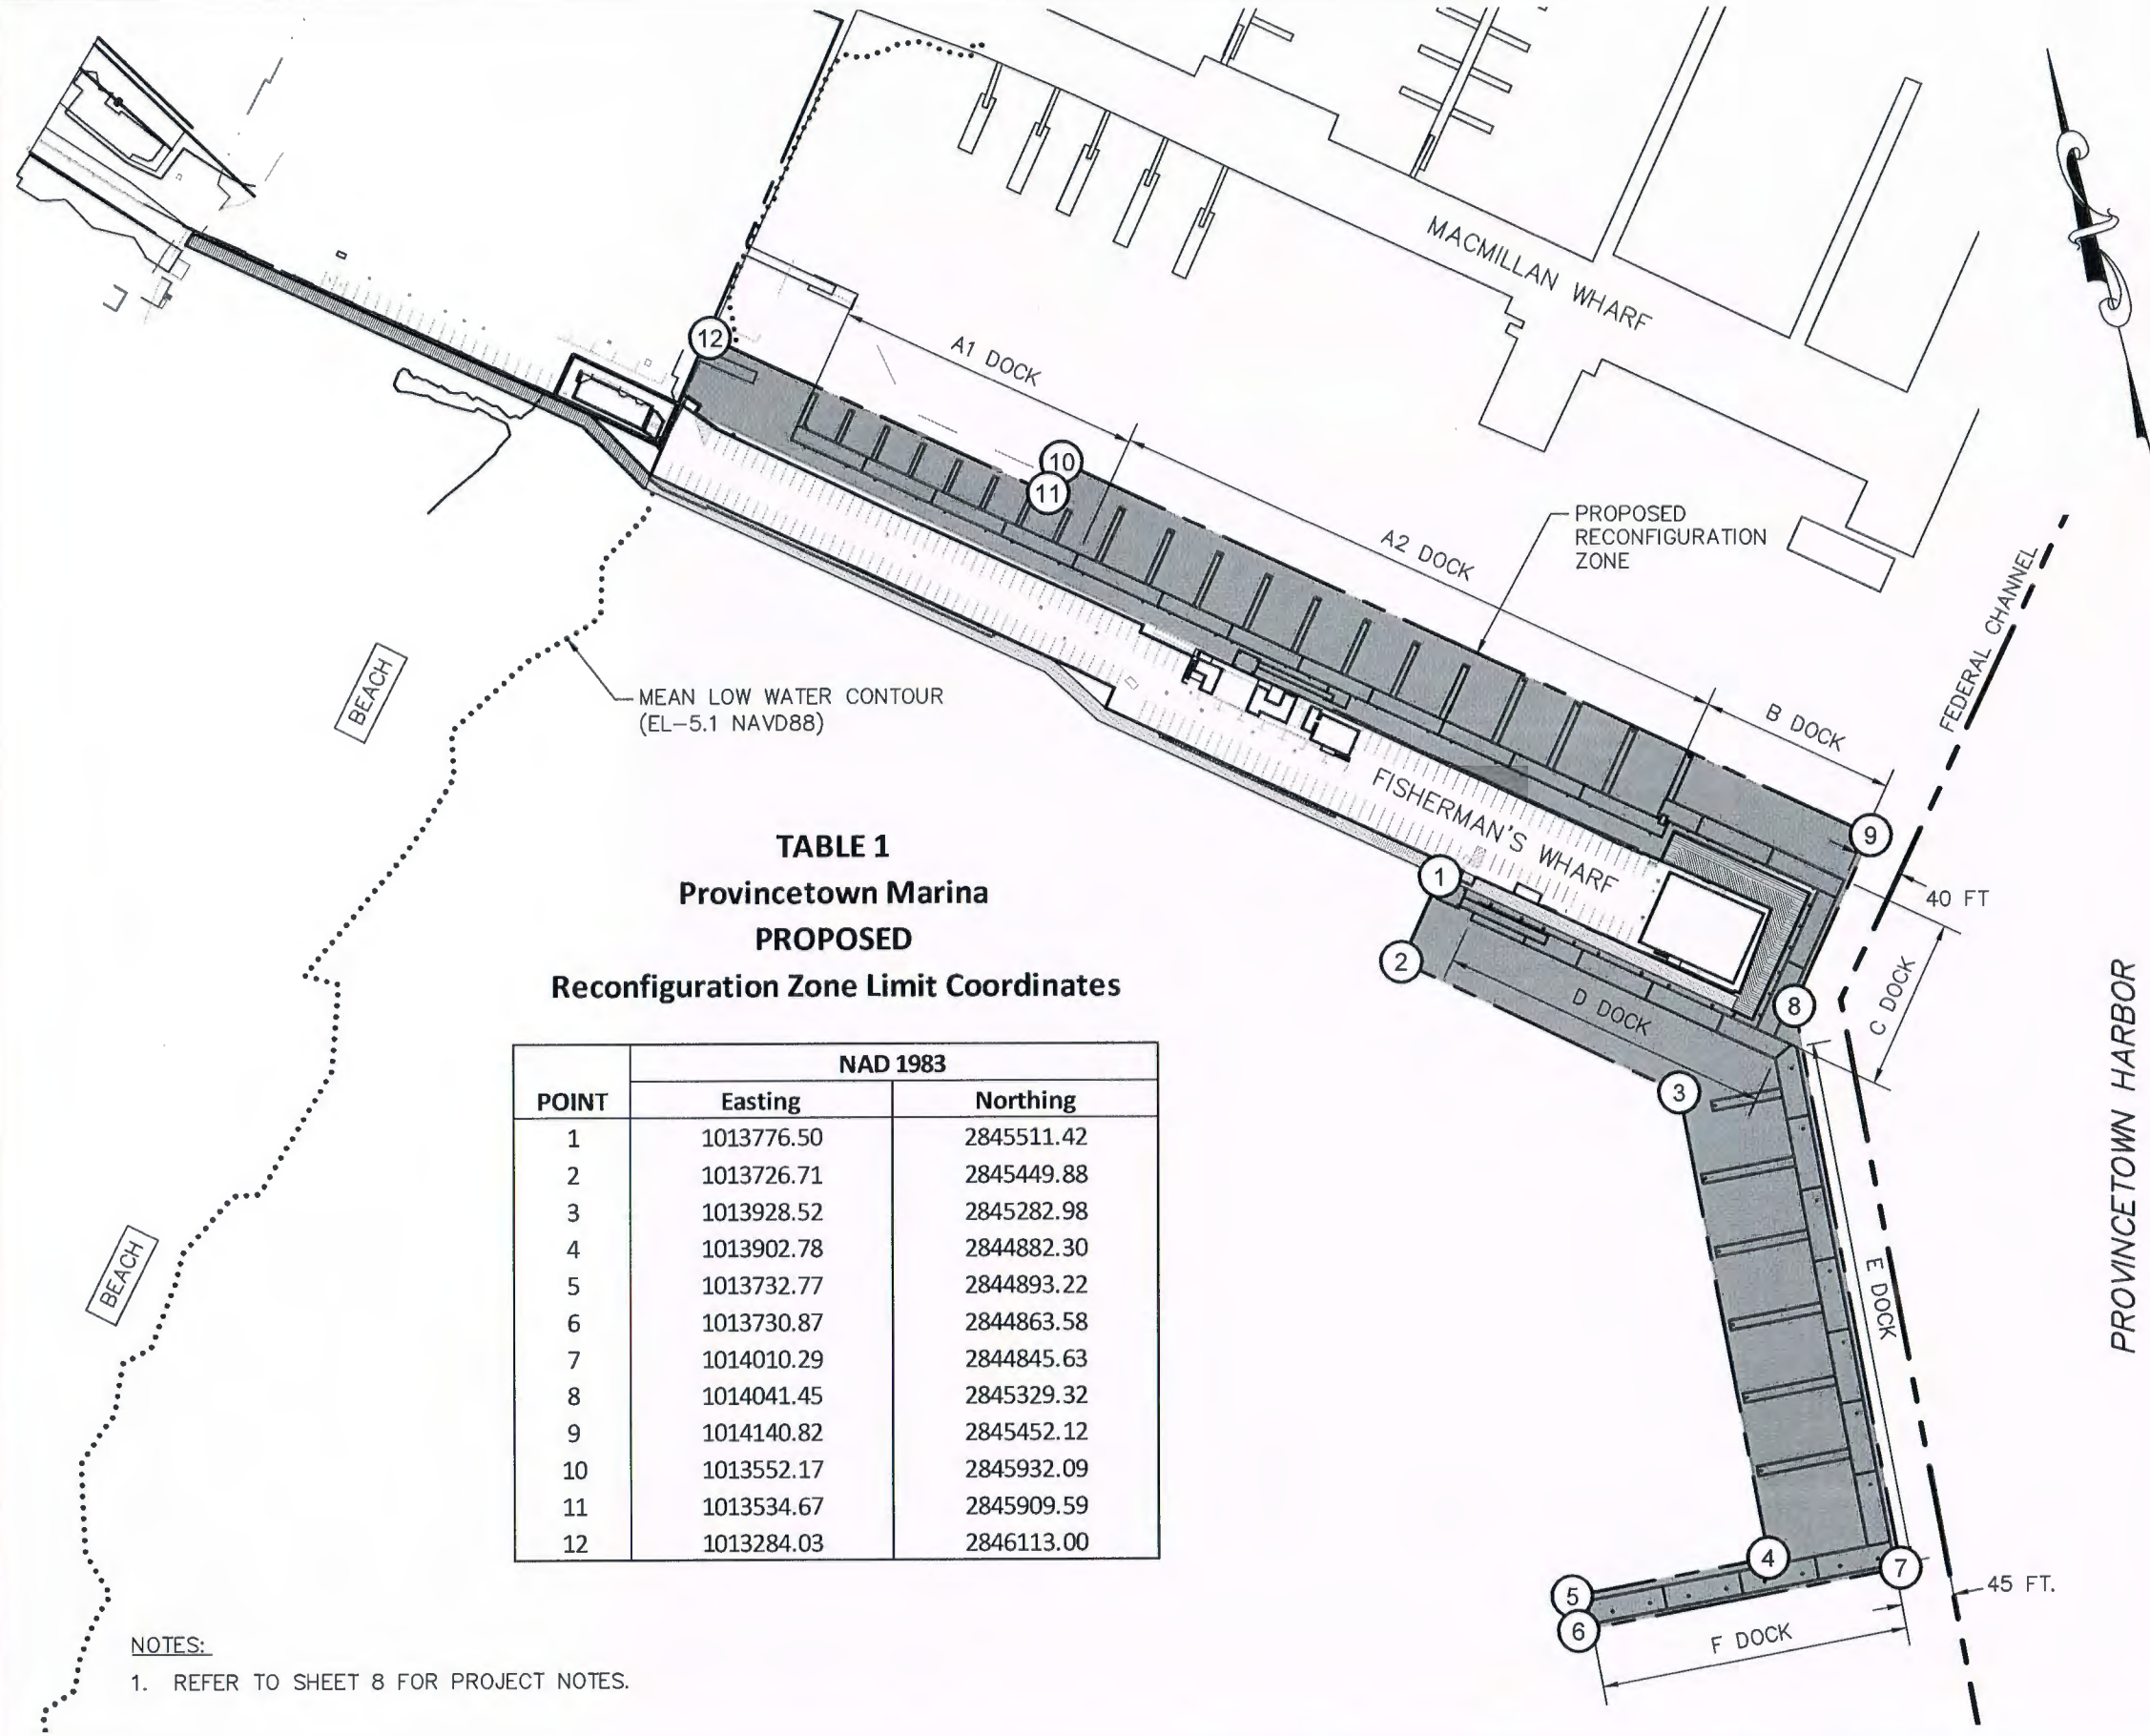 MACMILLAN WHARF
12
A1 DOCK
10
11
A2 DOCK
PROPOSED
RECONFIGURATION
ZONE
FEDERAL CHANNEL
BEACH
MEAN LOW WATER CONTOUR
(EL-5.1 NAVD88)
B DOCK
FISHERMAN'S WHARF
9
1
40 FT
2
D DOCK
8
C DOCK
3
PROVINCETOWN HARBOR
TABLE 1
Provincetown Marina
PROPOSED
Reconfiguration Zone Limit Coordinates
NAD 1983
POINT Easting Northing
1 1013776.50 2845511.42
2 1013726.71 2845449.88
3 1013928.52 2845282.98
4 1013902.78 2844882.30
5 1013732.77 2844893.22
6 1013730.87 2844863.58
7 1014010.29 2844845.63
8 1014041.45 2845329.32
9 1014140.82 2845452.12
10 1013552.17 2845932.09
11 1013534.67 2845909.59
12 1013284.03 2846113.00
BEACH
E DOCK
4
7
5
6
45 FT.
F DOCK
NOTES:
1. REFER TO SHEET 8 FOR PROJECT NOTES.